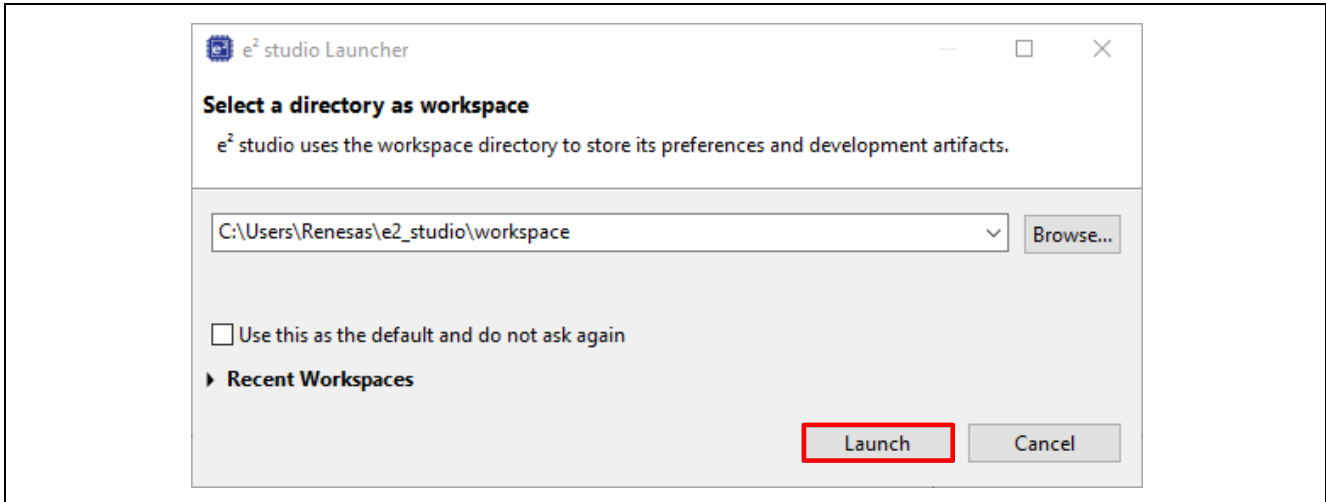 e² studio Launcher
Select a directory as workspace
e² studio uses the workspace directory to store its preferences and development artifacts.
C:\Users\Renesas\e2_studio\workspace
Browse...
Use this as the default and do not ask again
Recent Workspaces
Launch Cancel